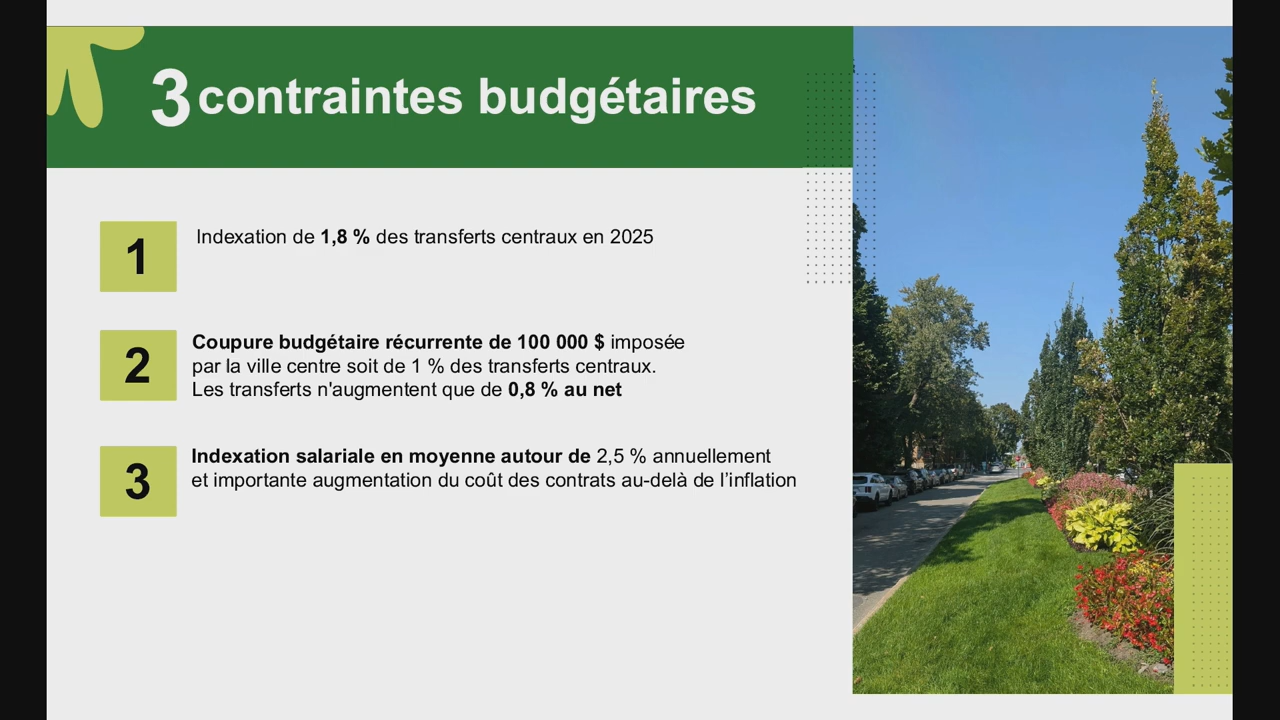 3 contraintes budgétaires
1
Indexation de 1,8 % des transferts centraux en 2025
2
Coupure budgétaire récurrente de 100 000 $ imposée
par la ville centre soit de 1 % des transferts centraux.
Les transferts n'augmentent que de 0,8 % au net
3
Indexation salariale en moyenne autour de 2,5 % annuellement
et importante augmentation du coût des contrats au-delà de l’inflation